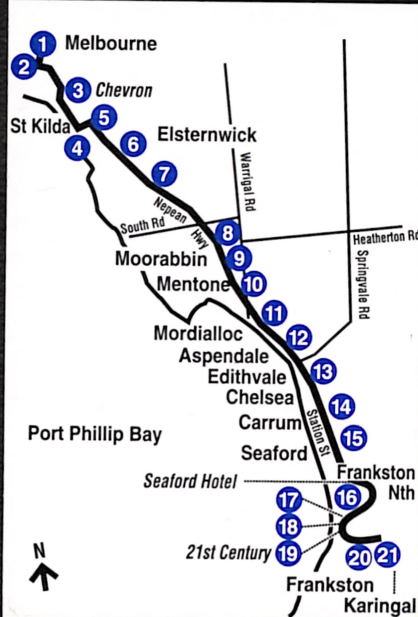 1 Melbourne
2
3 Chevron
5
St Kilda
4
6 Elsternwick
7
Nepean Hwy
Warrigal Rd
South Rd
8
Heatherton Rd
Springvale Rd
Moorabbin
9
Mentone
10
11
Mordialloc
12
Aspendale
Edithvale
13
Chelsea
14
Carrum
Station St
15
Port Phillip Bay
Seaford
Frankston
Nth
Seaford Hotel
16
17
18
21st Century 19
20 21
N
Frankston
Karingal